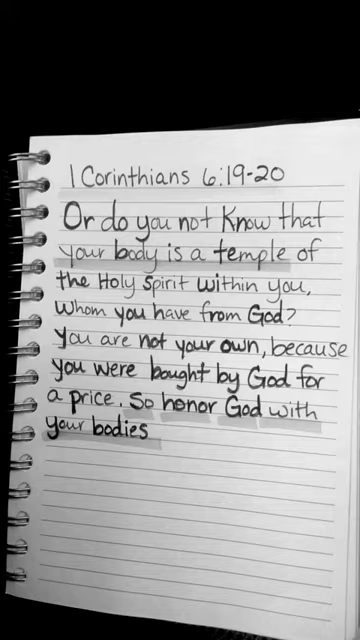 1 Corinthians 6:19-20
Or do you not know that
your body is a temple of
the Holy Spirit within you,
whom you have from God?
You are not your own, because
you were bought by God for
a price. So honor God with
your bodies